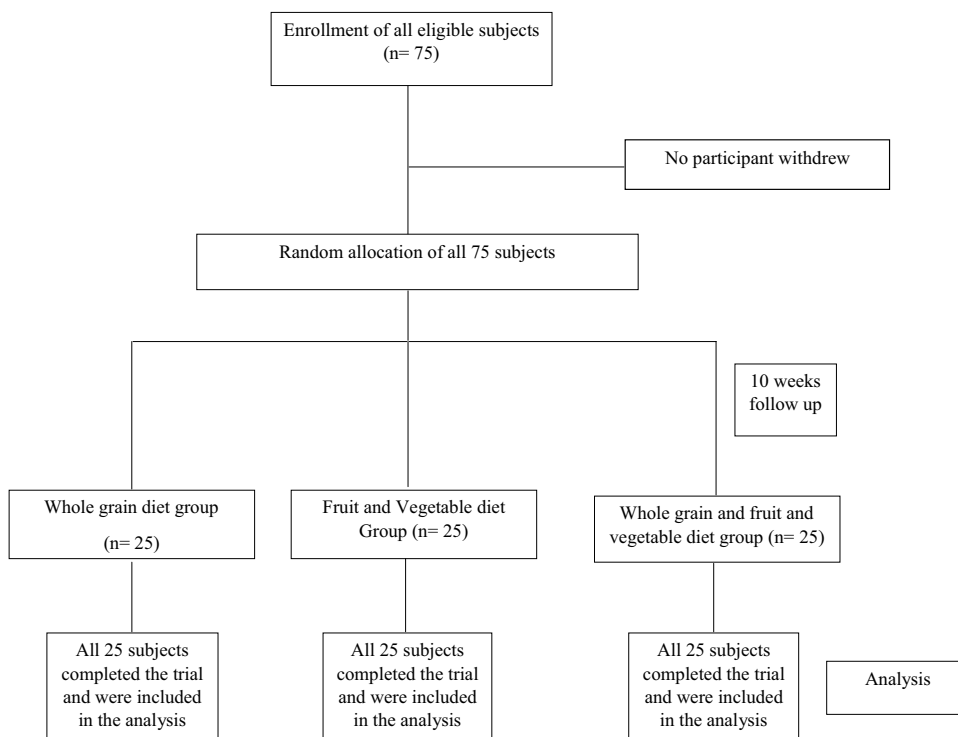 Enrollment of all eligible subjects
(n= 75)
No participant withdrew
Random allocation of all 75 subjects
10 weeks
follow up
Whole grain diet group
(n= 25)
Fruit and Vegetable diet
Group (n= 25)
Whole grain and fruit and
vegetable diet group (n= 25)
All 25 subjects
completed the trial
and were included
in the analysis
All 25 subjects
completed the trial
and were included
in the analysis
All 25 subjects
completed the trial
and were included
in the analysis
Analysis